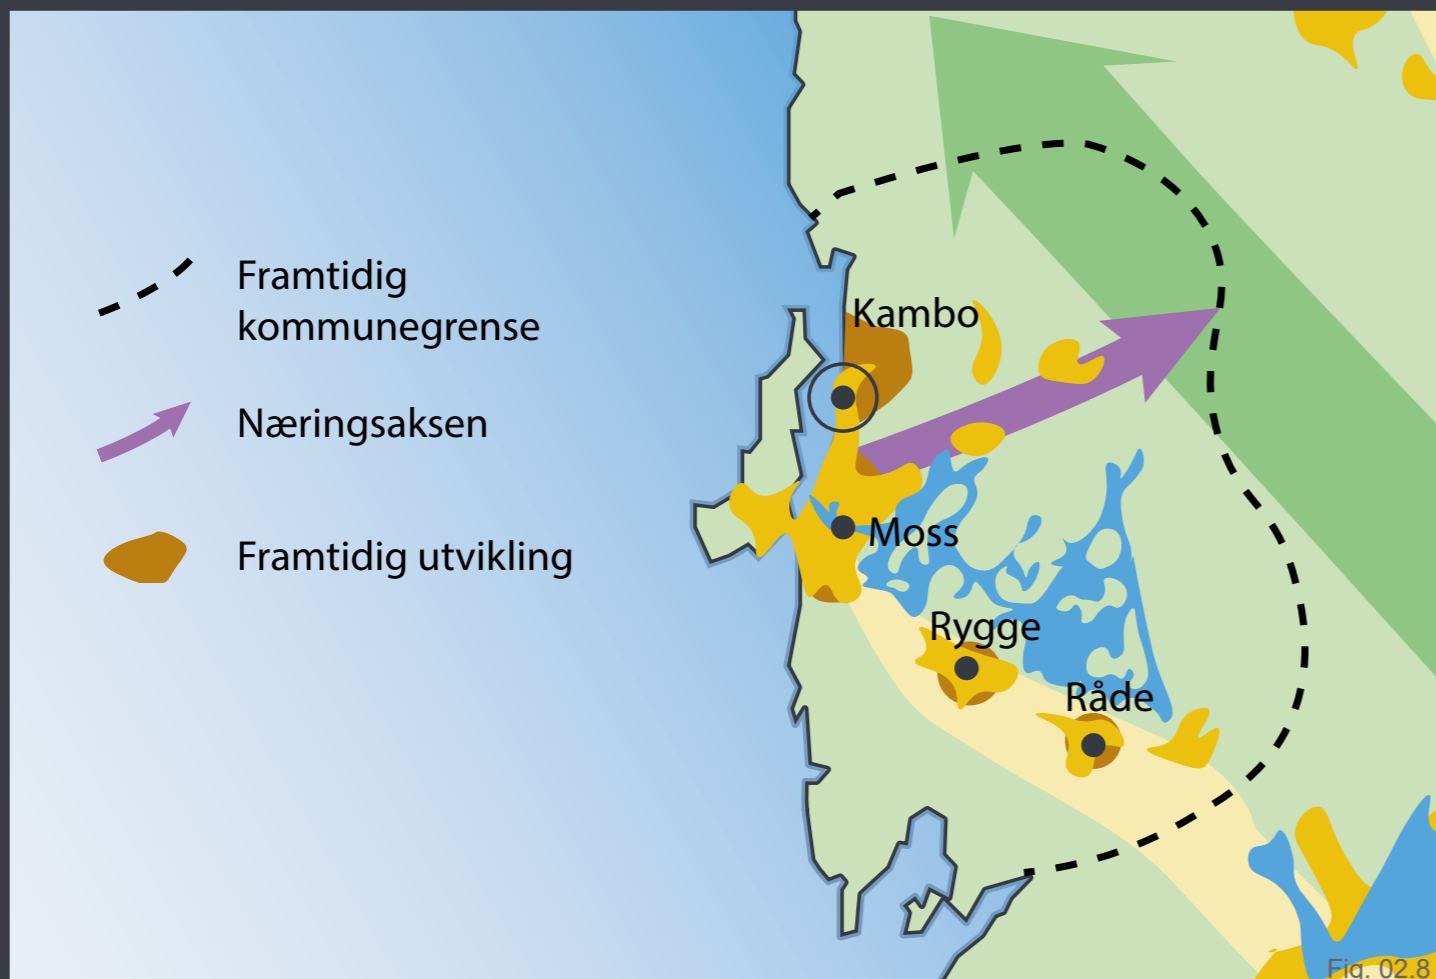 Framtidig
kommunegrense
Næringsaksen
Framtidig utvikling
Kambo
Moss
Rygge
Råde
Fig. 02.8